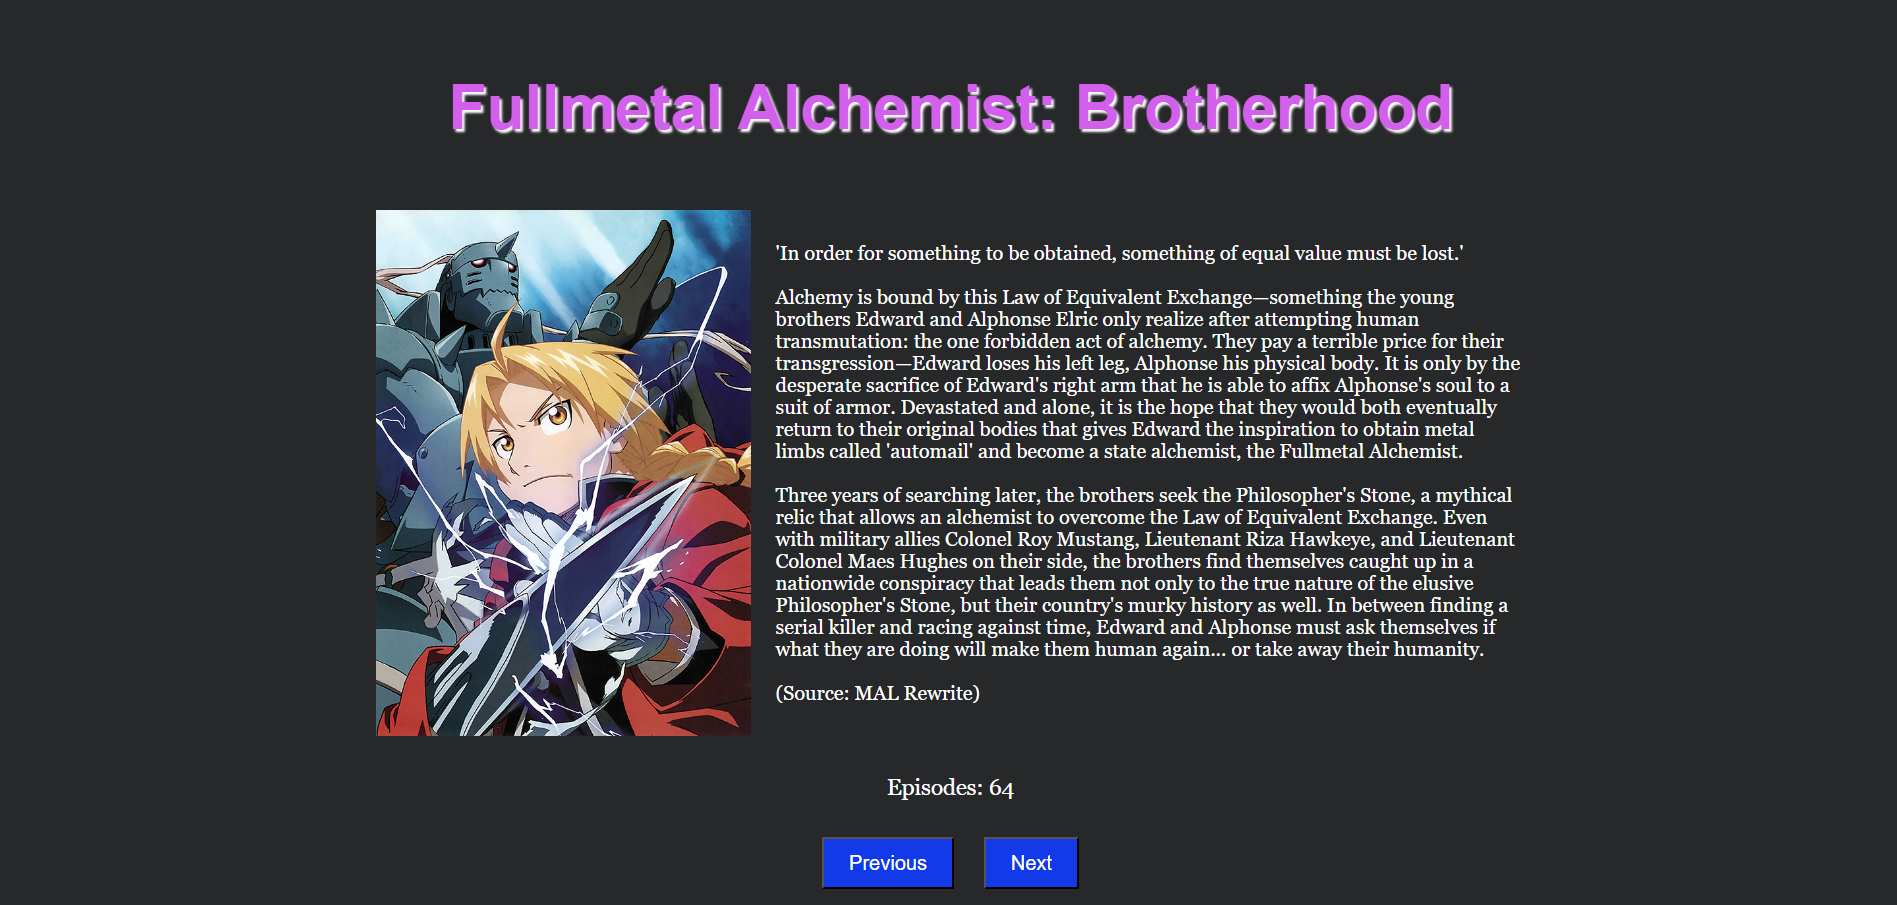 Fullmetal Alchemist: Brotherhood
'In order for something to be obtained, something of equal value must be lost.'
Alchemy is bound by this Law of Equivalent Exchange—something the young
brothers Edward and Alphonse Elric only realize after attempting human
transmutation: the one forbidden act of alchemy. They pay a terrible price for their
transgression—Edward loses his left leg, Alphonse his physical body. It is only by the
desperate sacrifice of Edward's right arm that he is able to affix Alphonse's soul to a
suit of armor. Devastated and alone, it is the hope that they would both eventually
return to their original bodies that gives Edward the inspiration to obtain metal
limbs called 'automail' and become a state alchemist, the Fullmetal Alchemist.
Three years of searching later, the brothers seek the Philosopher's Stone, a mythical
relic that allows an alchemist to overcome the Law of Equivalent Exchange. Even
with military allies Colonel Roy Mustang, Lieutenant Riza Hawkeye, and Lieutenant
Colonel Maes Hughes on their side, the brothers find themselves caught up in a
nationwide conspiracy that leads them not only to the true nature of the elusive
Philosopher's Stone, but their country's murky history as well. In between finding a
serial killer and racing against time, Edward and Alphonse must ask themselves if
what they are doing will make them human again... or take away their humanity.
(Source: MAL Rewrite)
Episodes: 64
Previous Next